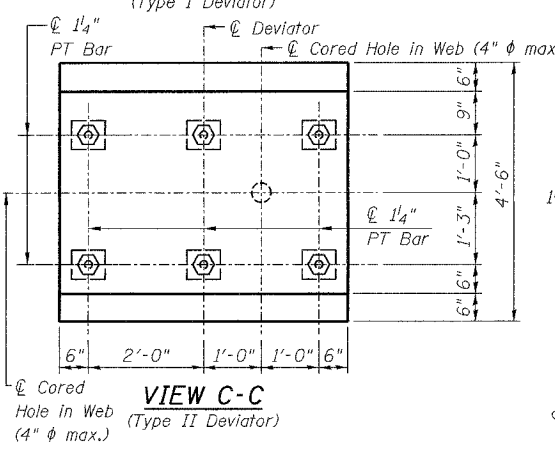 (Type I Deviator)
℄ 1¼"
PT Bar
℄ Deviator
℄ Cored Hole in Web (4" φ max
6"
9"
1'-0"
1'-3"
6"
6"
4'-6"
1
℄ 1¼"
PT Bar
6"
2'-0"
1'-0"
1'-0"
6"
℄ Cored
Hole in Web
(4" φ max.)
VIEW C-C
(Type II Deviator)